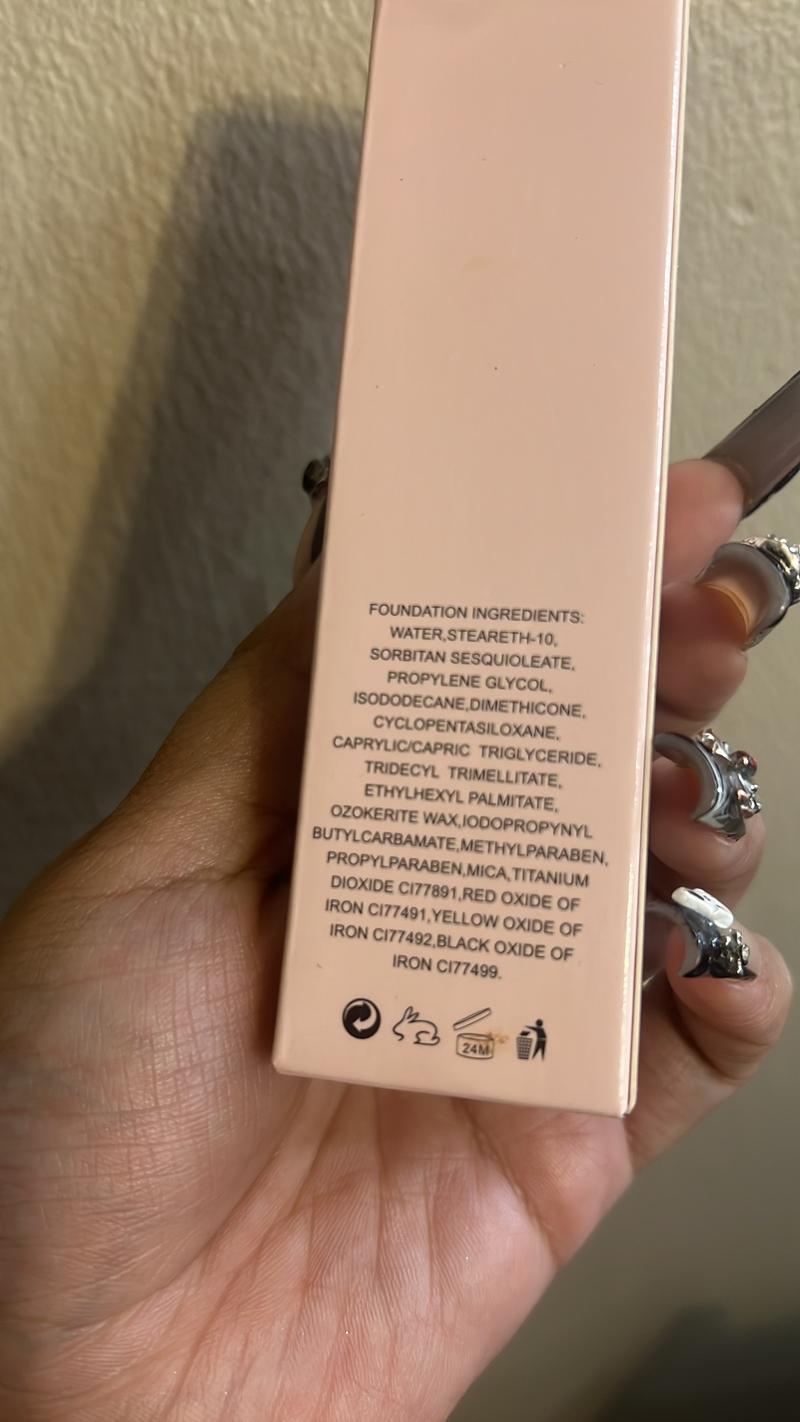 FOUNDATION INGREDIENTS:
WATER,STEARETH-10,
SORBITAN SESQUIOLEATE,
PROPYLENE GLYCOL,
ISODODECANE,DIMETHICONE,
CYCLOPENTASILOXANE,
CAPRYLIC/CAPRIC TRIGLYCERIDE,
TRIDECYL TRIMELLITATE,
ETHYLHEXYL PALMITATE,
OZOKERITE WAX,IODOPROPYNYL
BUTYLCARBAMATE,METHYLPARABEN,
PROPYLPARABEN,MICA,TITANIUM
DIOXIDE CI77891,RED OXIDE OF
IRON CI77491,YELLOW OXIDE OF
IRON CI77492,BLACK OXIDE OF
IRON CI77499.
24M